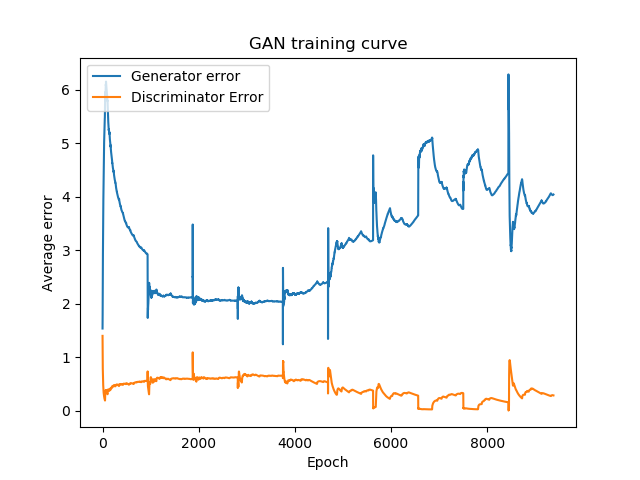 GAN training curve
Generator error
Discriminator Error
Average error
6
5
4
3
2
1
0
0 2000 4000 6000 8000
Epoch